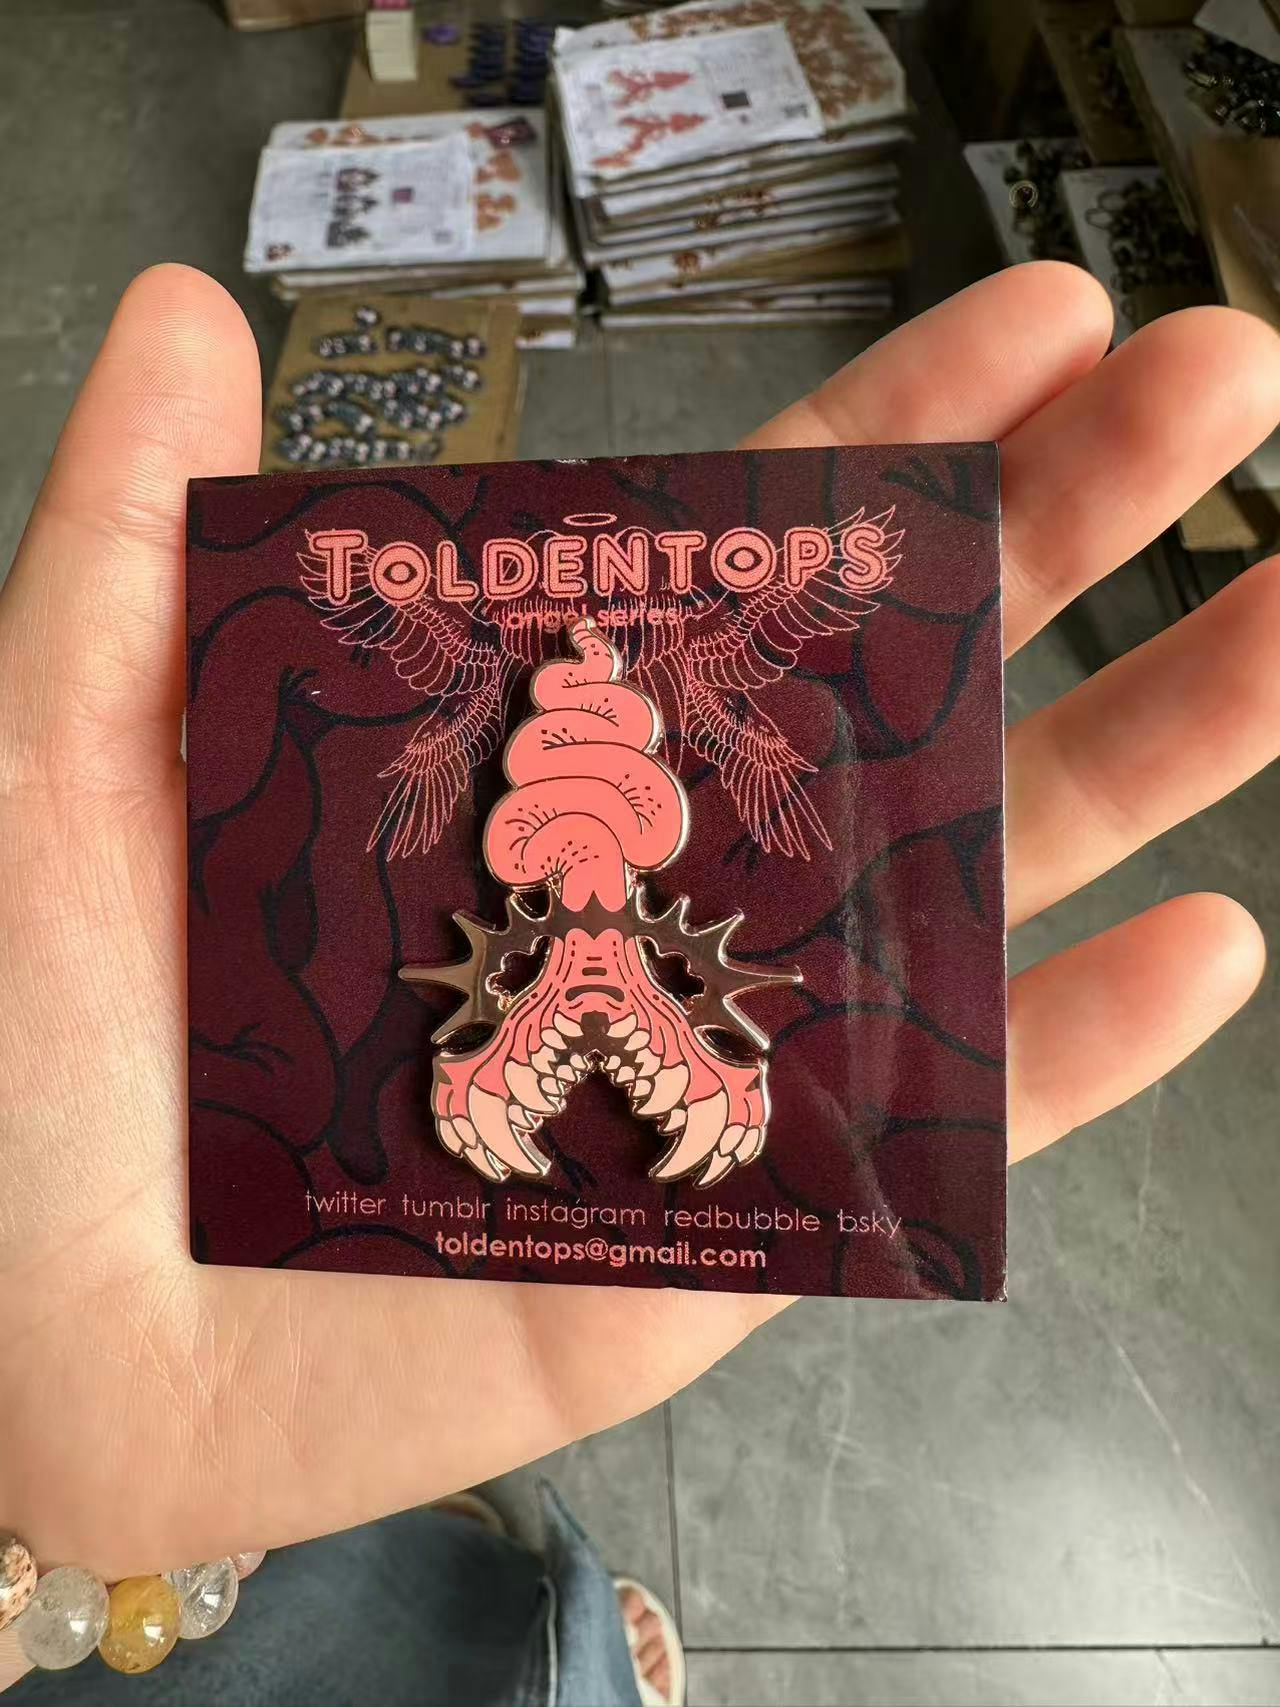 TOLDENTOPS
angel series
twitter tumblr instagram redbubble bsky
toldentops@gmail.com